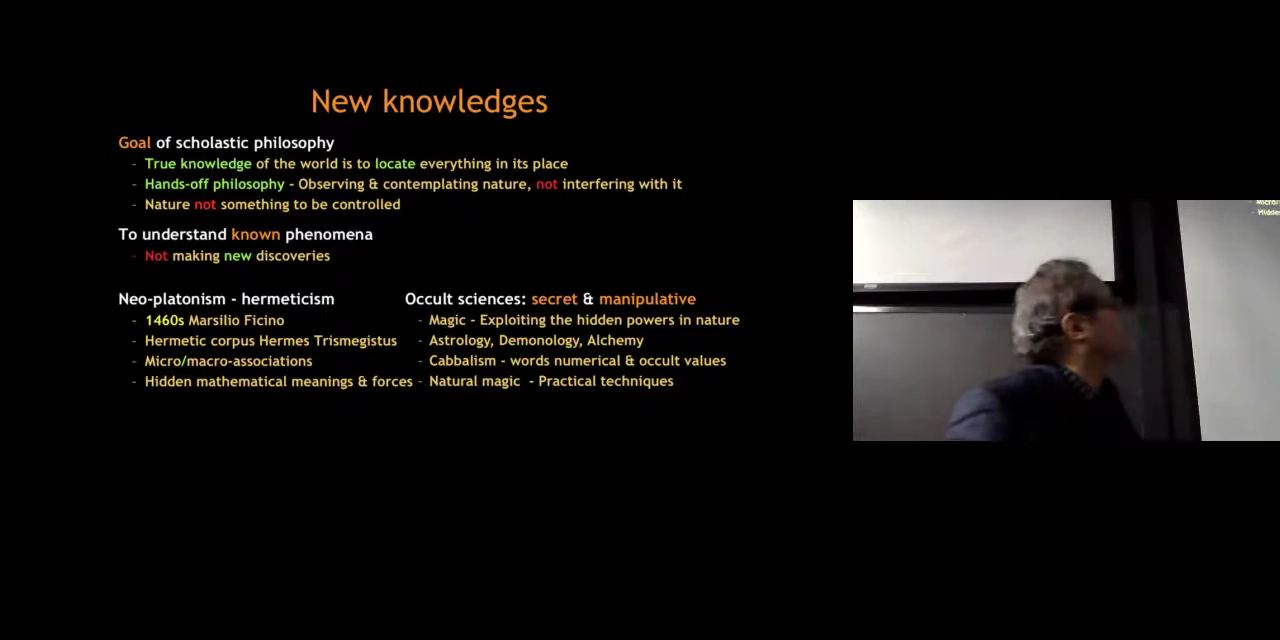 New knowledges
Goal of scholastic philosophy
- True knowledge of the world is to locate everything in its place
- Hands-off philosophy - Observing & contemplating nature, not interfering with it
- Nature not something to be controlled
To understand known phenomena
- Not making new discoveries
Neo-platonism - hermeticism
- 1460s Marsilio Ficino
- Hermetic corpus Hermes Trismegistus
- Micro/macro-associations
- Hidden mathematical meanings & forces
Occult sciences: secret & manipulative
- Magic - Exploiting the hidden powers in nature
- Astrology, Demonology, Alchemy
- Cabbalism - words numerical & occult values
- Natural magic - Practical techniques